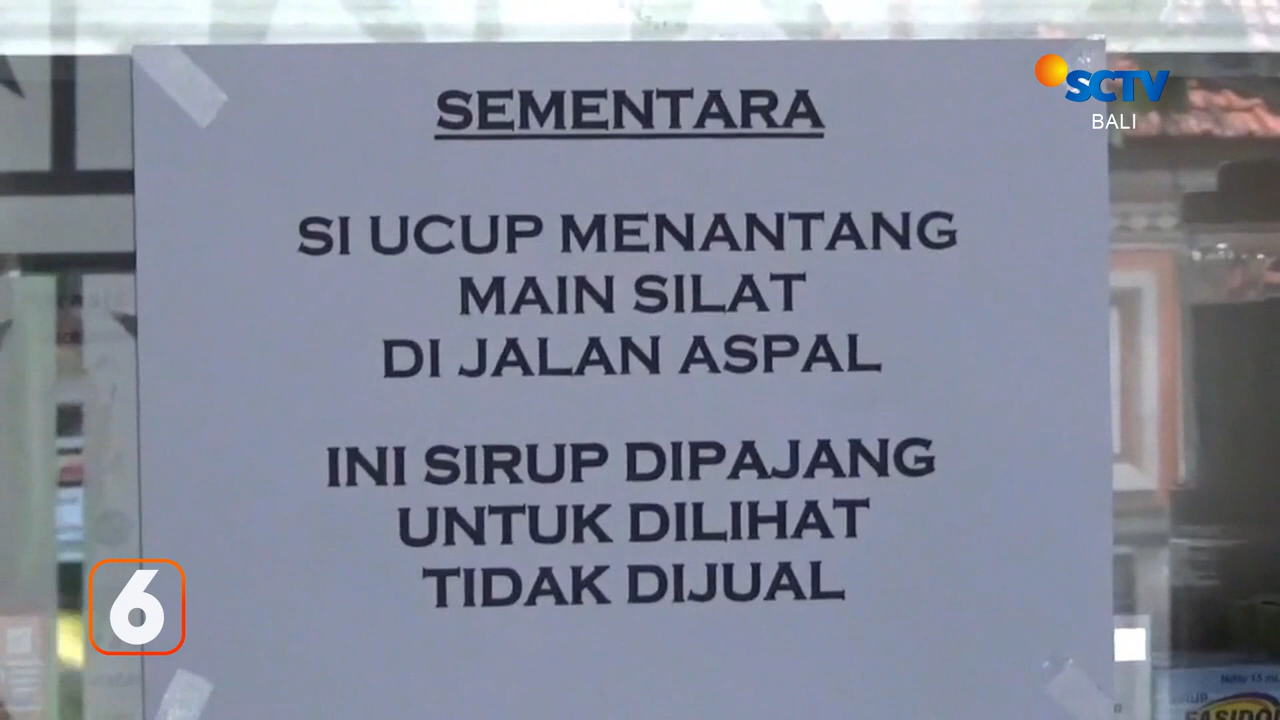 SEMENTARA
SCTV
BALI
SI UCUP MENANTANG
MAIN SILAT
DI JALAN ASPAL
INI SIRUP DIPAJANG
UNTUK DILIHAT
TIDAK DIJUAL
6